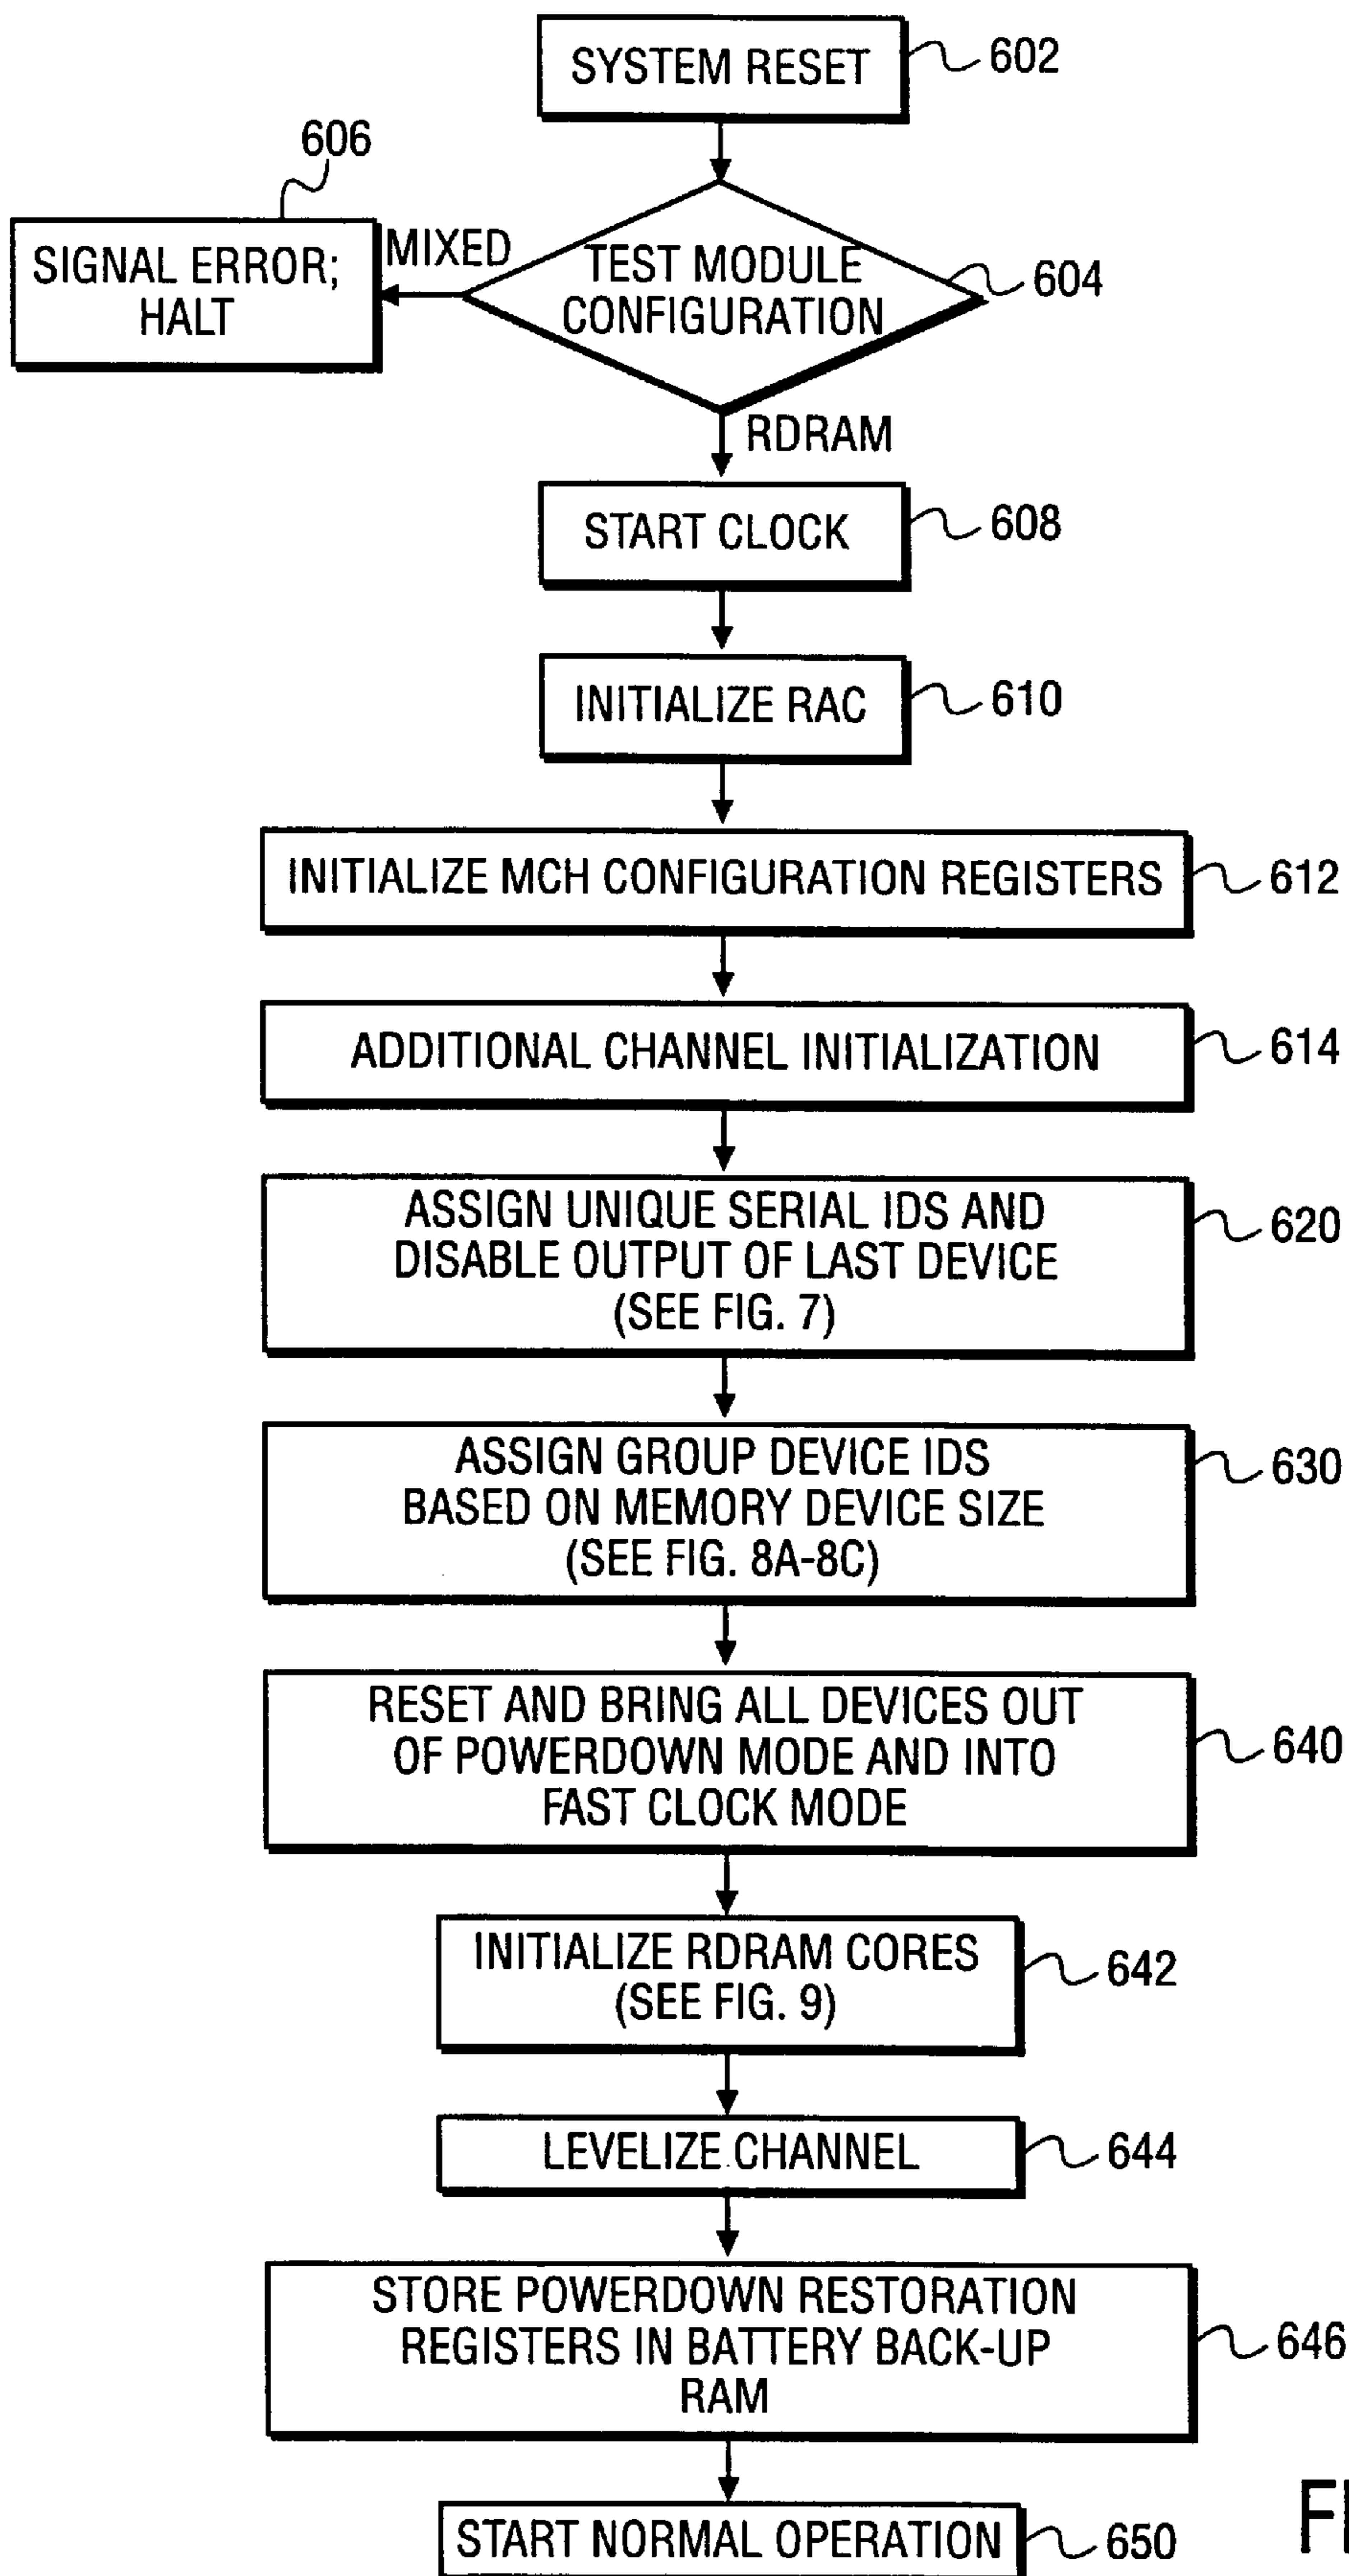 SYSTEM RESET
602
606
SIGNAL ERROR;
HALT
MIXED
TEST MODULE
CONFIGURATION
604
RDRAM
START CLOCK
608
INITIALIZE RAC
610
INITIALIZE MCH CONFIGURATION REGISTERS
612
ADDITIONAL CHANNEL INITIALIZATION
614
ASSIGN UNIQUE SERIAL IDS AND
DISABLE OUTPUT OF LAST DEVICE
(SEE FIG. 7)
620
ASSIGN GROUP DEVICE IDS
BASED ON MEMORY DEVICE SIZE
(SEE FIG. 8A-8C)
630
RESET AND BRING ALL DEVICES OUT
OF POWERDOWN MODE AND INTO
FAST CLOCK MODE
640
INITIALIZE RDRAM CORES
(SEE FIG. 9)
642
LEVELIZE CHANNEL
644
STORE POWERDOWN RESTORATION
REGISTERS IN BATTERY BACK-UP
RAM
646
START NORMAL OPERATION
650